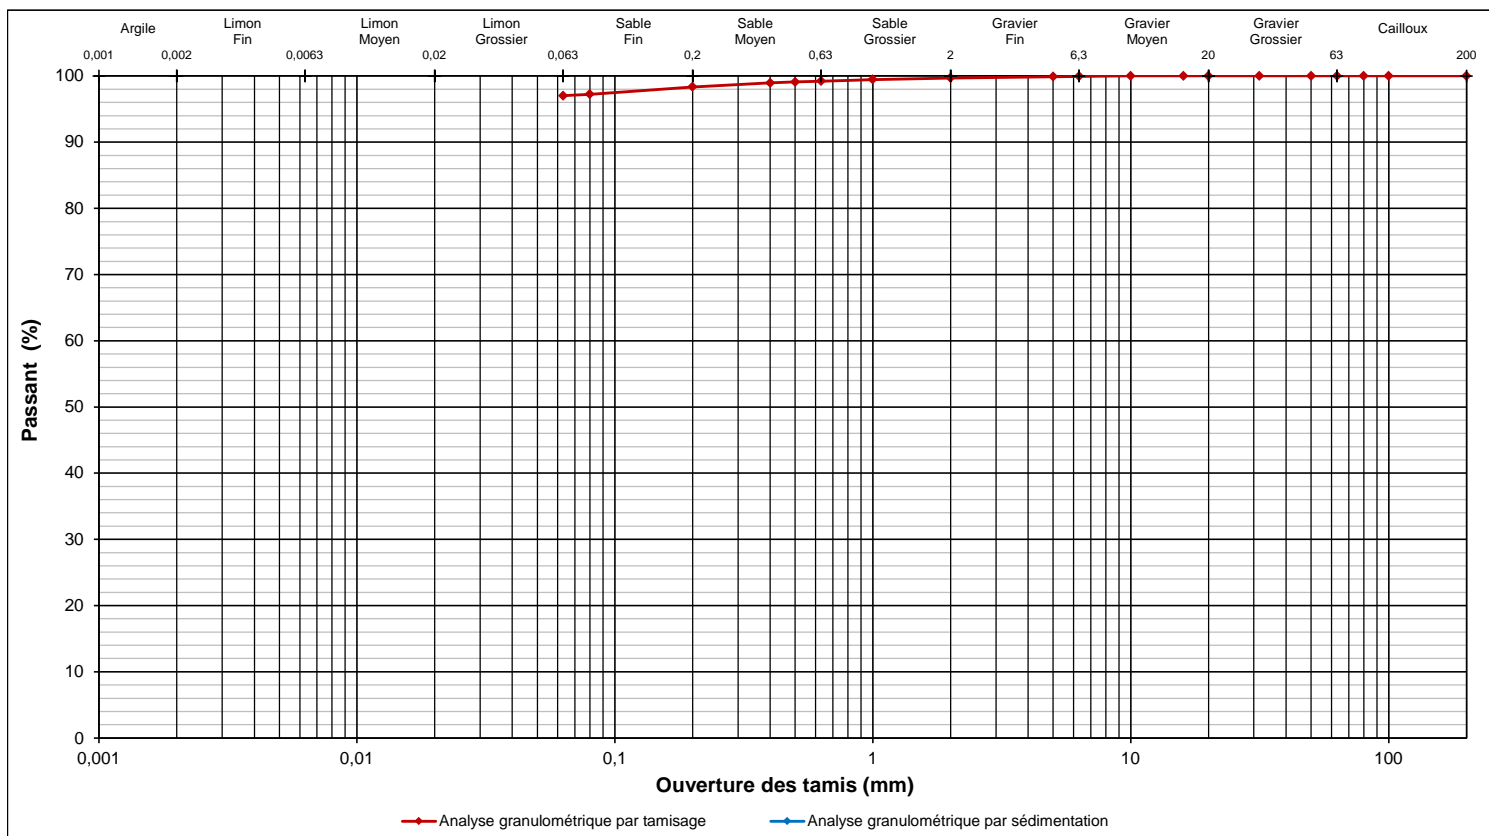 Argile
Limon
Fin
Limon
Moyen
Limon
Grossier
Sable
Fin
Sable
Moyen
Sable
Grossier
Gravier
Fin
Gravier
Moyen
Gravier
Grossier
Cailloux
0,001 0,002 0,0063 0,02 0,063 0,2 0,63 2 6,3 20 63 200
100
90
80
70
60
50
40
30
20
10
0
Passant (%)
0,001 0,01 0,1 1 10 100
Ouverture des tamis (mm)
Analyse granulométrique par tamisage
Analyse granulométrique par sédimentation